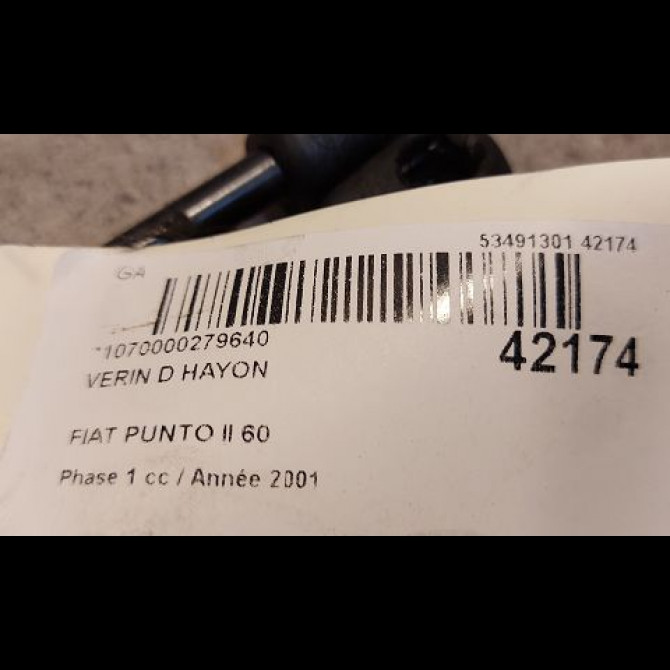 53491301 42174
GA
*1070000279640
42174
VERIN D HAYON
FIAT PUNTO II 60
Phase 1 cc / Année 2001